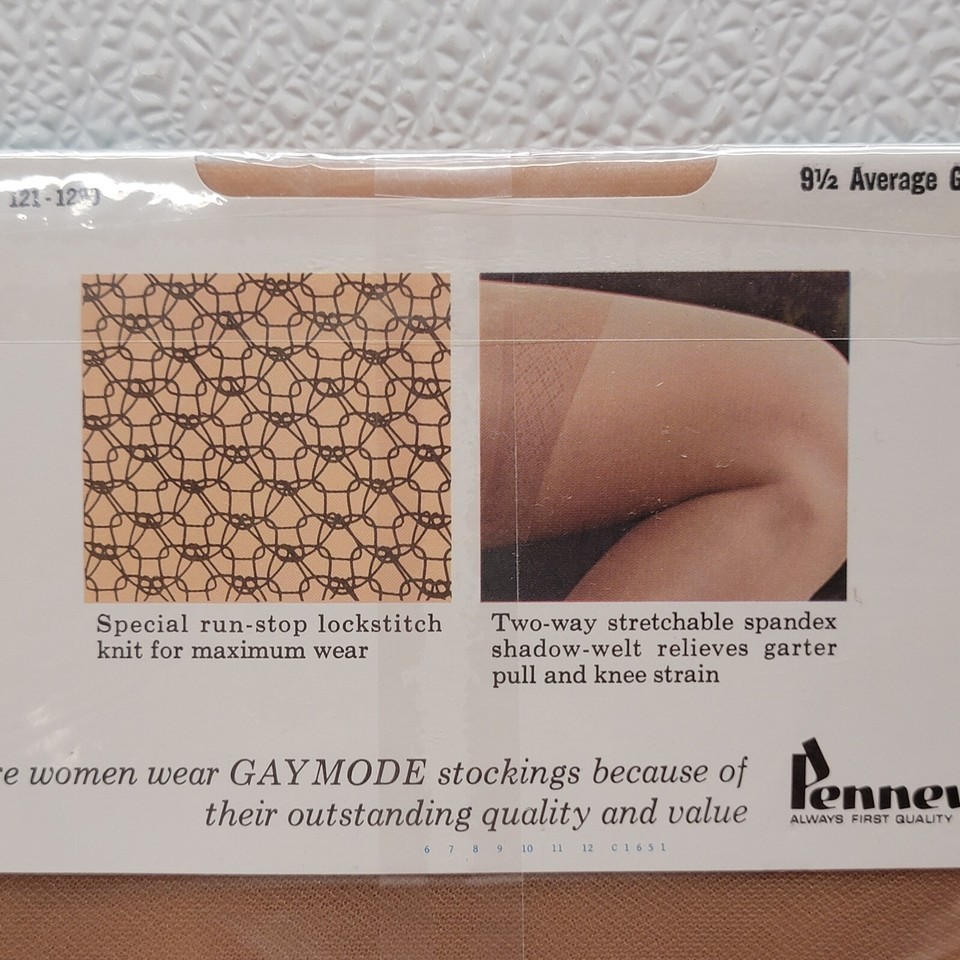 9½ Average
Special run-stop lockstitch
knit for maximum wear
Two-way stretchable spandex
shadow-welt relieves garter
pull and knee strain
women wear GAYMODE stockings because of
their outstanding quality and value
Penney
ALWAYS FIRST QUALITY
6 7 8 9 10 11 12 C1651